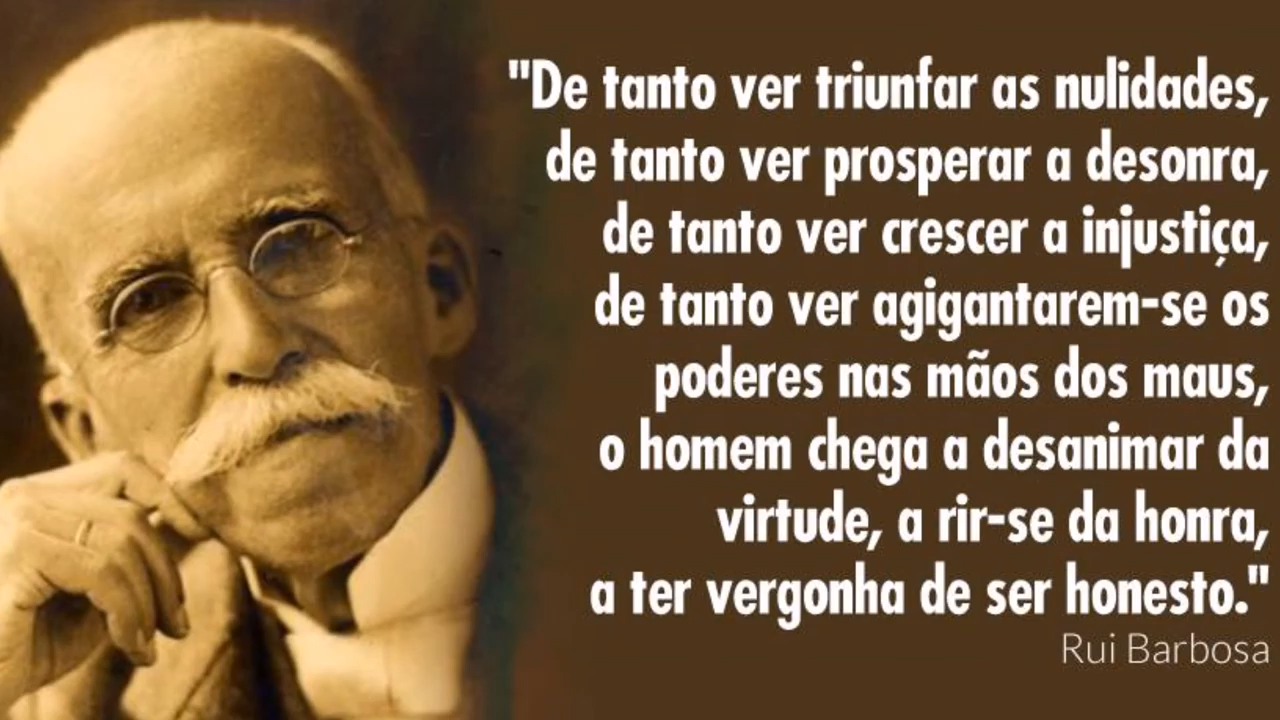 "De tanto ver triunfar as nulidades,
de tanto ver prosperar a desonra,
de tanto ver crescer a injustiça,
de tanto ver agigantarem-se os
poderes nas mãos dos maus,
o homem chega a desanimar da
virtude, a rir-se da honra,
a ter vergonha de ser honesto."
Rui Barbosa